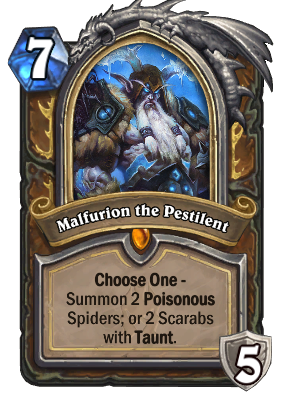 7
Malfurion the Pestilent
Choose One -
Summon 2 Poisonous
Spiders; or 2 Scarabs
with Taunt.
5